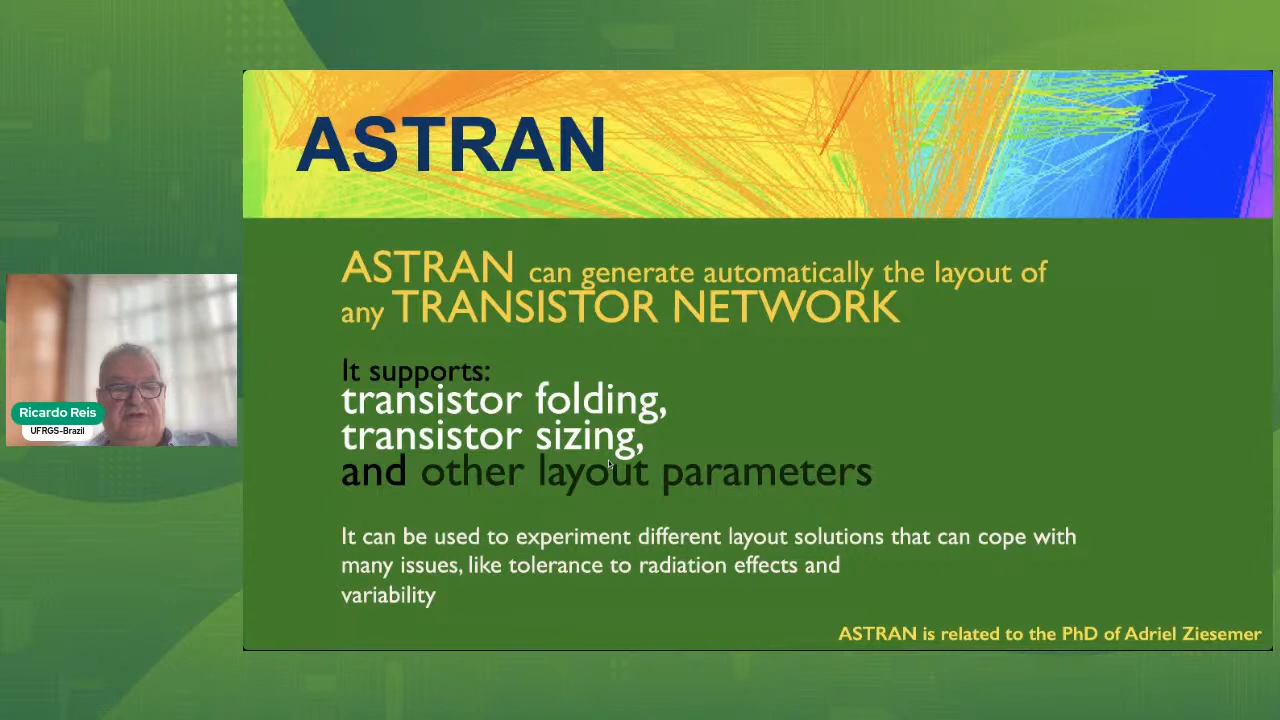 ASTRAN
ASTRAN can generate automatically the layout of
any TRANSISTOR NETWORK
It supports:
transistor folding,
transistor sizing,
and other layout parameters
It can be used to experiment different layout solutions that can cope with
many issues, like tolerance to radiation effects and
variability
ASTRAN is related to the PhD of Adriel Ziesemer
Ricardo Reis
UFRGS-Brazil